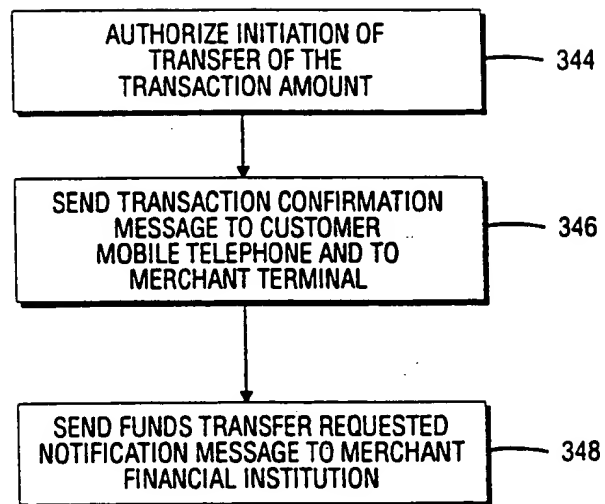 AUTHORIZE INITIATION OF
TRANSFER OF THE
TRANSACTION AMOUNT
344
SEND TRANSACTION CONFIRMATION
MESSAGE TO CUSTOMER
MOBILE TELEPHONE AND TO
MERCHANT TERMINAL
346
SEND FUNDS TRANSFER REQUESTED
NOTIFICATION MESSAGE TO MERCHANT
FINANCIAL INSTITUTION
348